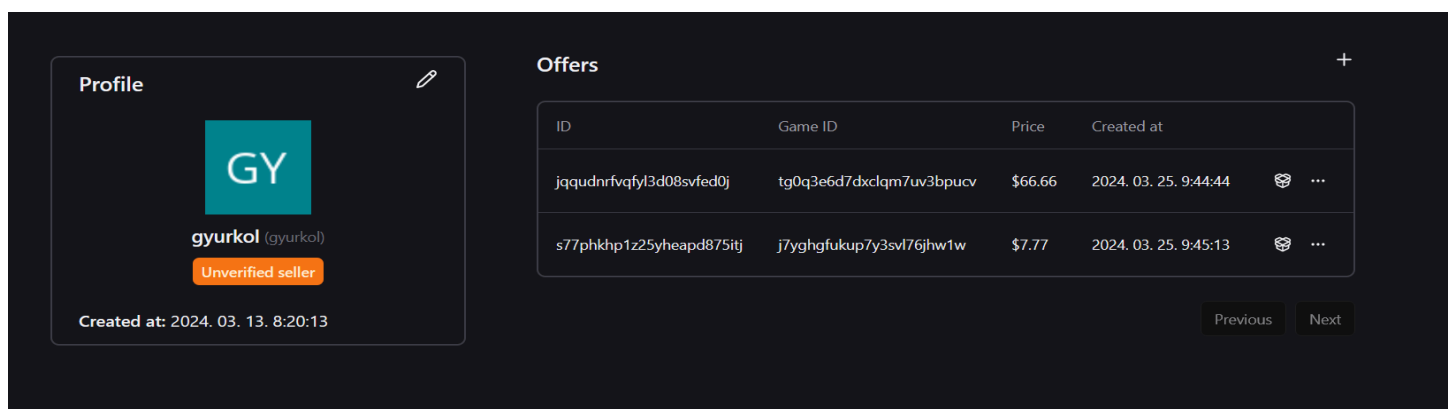 Profile
GY
gyurkol (gyurkol)
Unverified seller
Created at: 2024. 03. 13. 8:20:13
Offers
ID Game ID Price Created at
jqqudnrfvqfyl3d08svfed0j tg0q3e6d7dxclqm7uv3bpucv $66.66 2024. 03. 25. 9:44:44
s77phkhp1z25yheapd875itj j7yghgfukup7y3svl76jhw1w $7.77 2024. 03. 25. 9:45:13
Previous Next